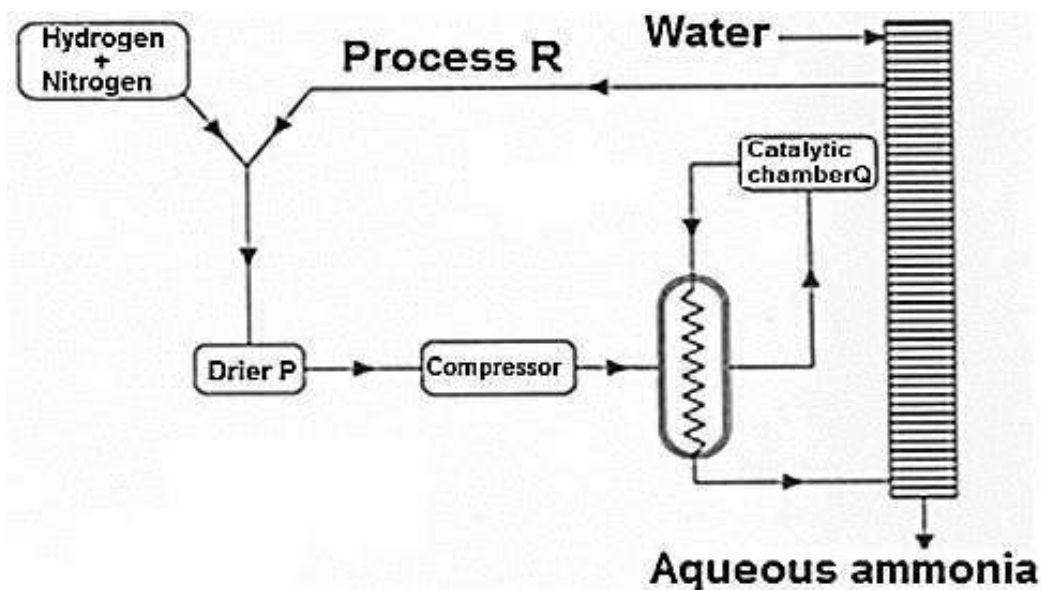 Hydrogen
+
Nitrogen
Process R
Water
Catalytic
chamberQ
Drier P
Compressor
Aqueous ammonia